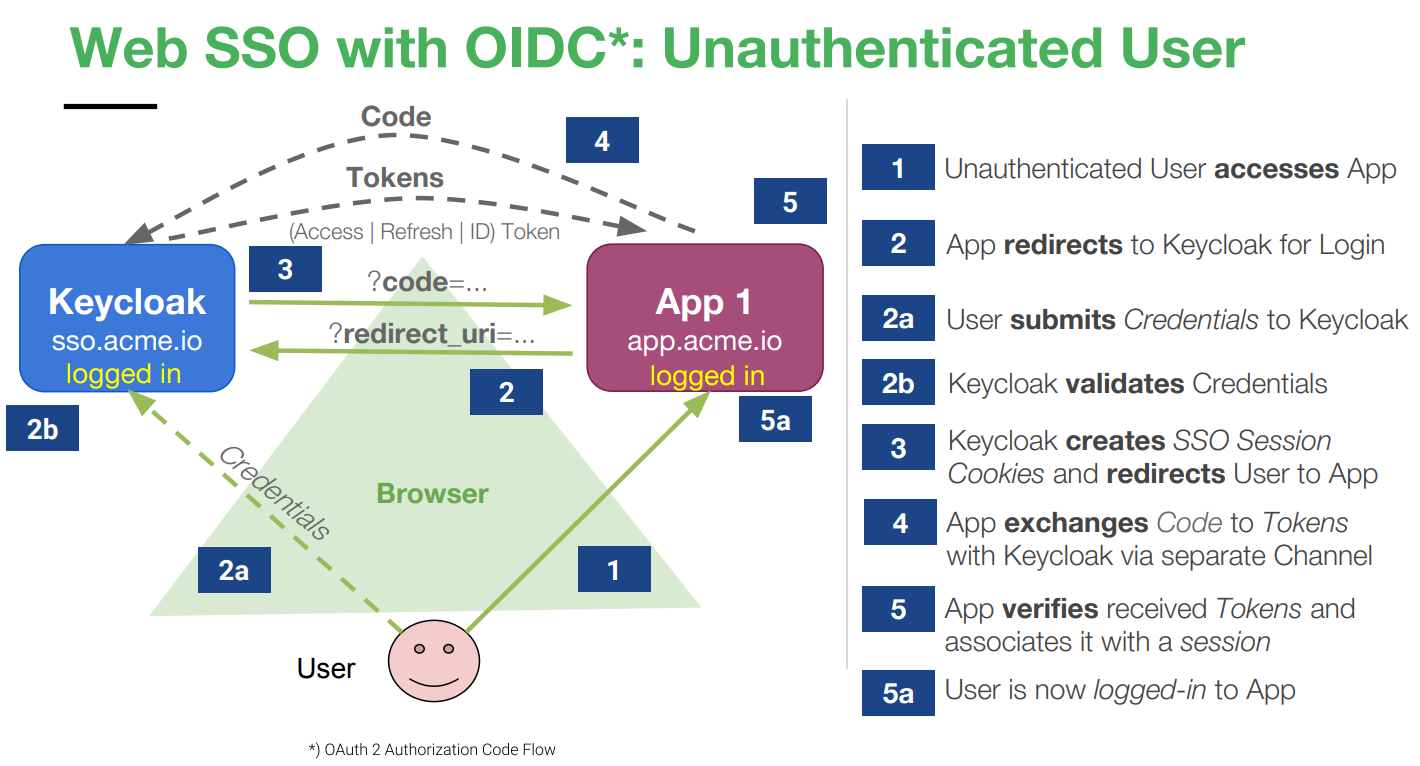 Web SSO with OIDC*: Unauthenticated User
Code
4
Tokens
5
(Access | Refresh | ID) Token
3
?code=...
Keycloak
sso.acme.io
logged in
App 1
app.acme.io
logged in
?redirect_uri=...
2
2b
5a
Credentials
Browser
2a
1
User
*) OAuth 2 Authorization Code Flow
1 Unauthenticated User accesses App
2 App redirects to Keycloak for Login
2a User submits Credentials to Keycloak
2b Keycloak validates Credentials
3 Keycloak creates SSO Session
Cookies and redirects User to App
4 App exchanges Code to Tokens
with Keycloak via separate Channel
5 App verifies received Tokens and
associates it with a session
5a User is now logged-in to App